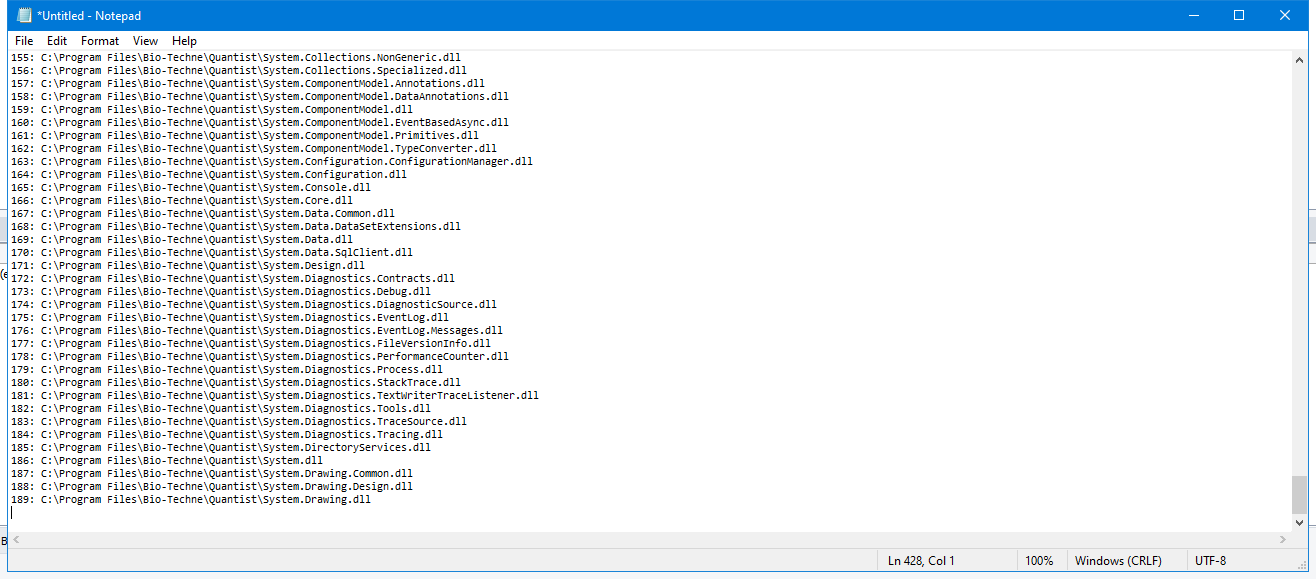 *Untitled - Notepad
File Edit Format View Help
155: C:\Program Files\Bio-Techne\Quantist\System.Collections.NonGeneric.dll
156: C:\Program Files\Bio-Techne\Quantist\System.Collections.Specialized.dll
157: C:\Program Files\Bio-Techne\Quantist\System.ComponentModel.Annotations.dll
158: C:\Program Files\Bio-Techne\Quantist\System.ComponentModel.DataAnnotations.dll
159: C:\Program Files\Bio-Techne\Quantist\System.ComponentModel.dll
160: C:\Program Files\Bio-Techne\Quantist\System.ComponentModel.EventBasedAsync.dll
161: C:\Program Files\Bio-Techne\Quantist\System.ComponentModel.Primitives.dll
162: C:\Program Files\Bio-Techne\Quantist\System.ComponentModel.TypeConverter.dll
163: C:\Program Files\Bio-Techne\Quantist\System.Configuration.ConfigurationManager.dll
164: C:\Program Files\Bio-Techne\Quantist\System.Configuration.dll
165: C:\Program Files\Bio-Techne\Quantist\System.Console.dll
166: C:\Program Files\Bio-Techne\Quantist\System.Core.dll
167: C:\Program Files\Bio-Techne\Quantist\System.Data.Common.dll
168: C:\Program Files\Bio-Techne\Quantist\System.Data.DataSetExtensions.dll
169: C:\Program Files\Bio-Techne\Quantist\System.Data.dll
170: C:\Program Files\Bio-Techne\Quantist\System.Data.SqlClient.dll
171: C:\Program Files\Bio-Techne\Quantist\System.Design.dll
172: C:\Program Files\Bio-Techne\Quantist\System.Diagnostics.Contracts.dll
173: C:\Program Files\Bio-Techne\Quantist\System.Diagnostics.Debug.dll
174: C:\Program Files\Bio-Techne\Quantist\System.Diagnostics.DiagnosticSource.dll
175: C:\Program Files\Bio-Techne\Quantist\System.Diagnostics.EventLog.dll
176: C:\Program Files\Bio-Techne\Quantist\System.Diagnostics.EventLog.Messages.dll
177: C:\Program Files\Bio-Techne\Quantist\System.Diagnostics.FileVersionInfo.dll
178: C:\Program Files\Bio-Techne\Quantist\System.Diagnostics.PerformanceCounter.dll
179: C:\Program Files\Bio-Techne\Quantist\System.Diagnostics.Process.dll
180: C:\Program Files\Bio-Techne\Quantist\System.Diagnostics.StackTrace.dll
181: C:\Program Files\Bio-Techne\Quantist\System.Diagnostics.TextWriterTraceListener.dll
182: C:\Program Files\Bio-Techne\Quantist\System.Diagnostics.Tools.dll
183: C:\Program Files\Bio-Techne\Quantist\System.Diagnostics.TraceSource.dll
184: C:\Program Files\Bio-Techne\Quantist\System.Diagnostics.Tracing.dll
185: C:\Program Files\Bio-Techne\Quantist\System.DirectoryServices.dll
186: C:\Program Files\Bio-Techne\Quantist\System.dll
187: C:\Program Files\Bio-Techne\Quantist\System.Drawing.Common.dll
188: C:\Program Files\Bio-Techne\Quantist\System.Drawing.Design.dll
189: C:\Program Files\Bio-Techne\Quantist\System.Drawing.dll
Ln 428, Col 1 100% Windows (CRLF) UTF-8